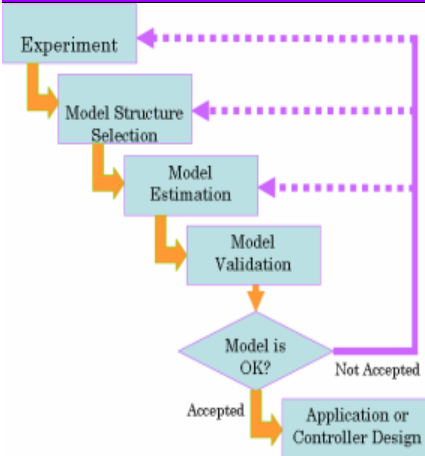 Experiment
Model Structure
Selection
Model
Estimation
Model
Validation
Model is
OK?
Not Accepted
Accepted
Application or
Controller Design